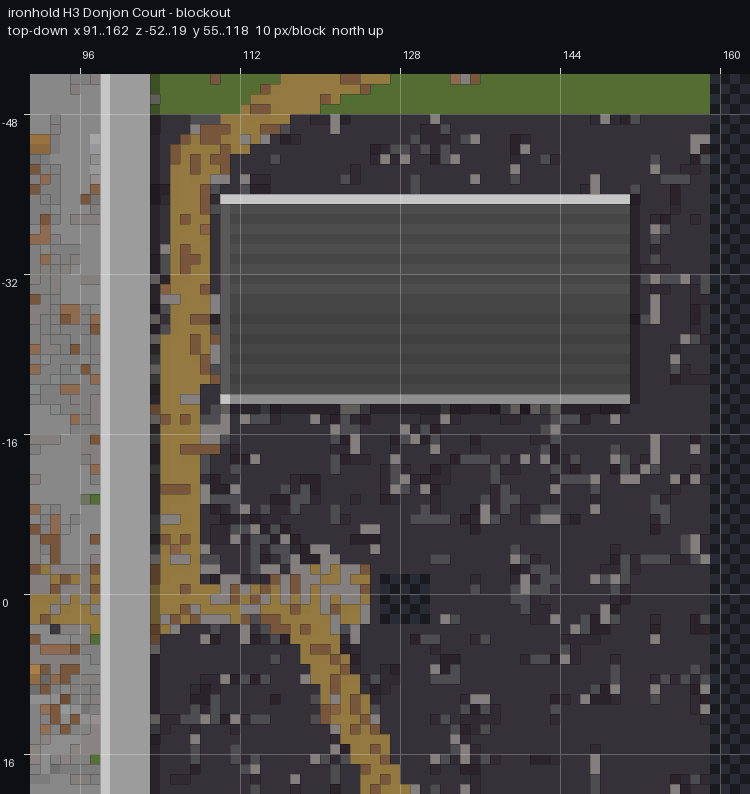 ironhold H3 Donjon Court - blockout
top-down x 91..162 z -52..19 y 55..118 10 px/block north up
96 112 128 144 160
-48
-32
-16
0
16